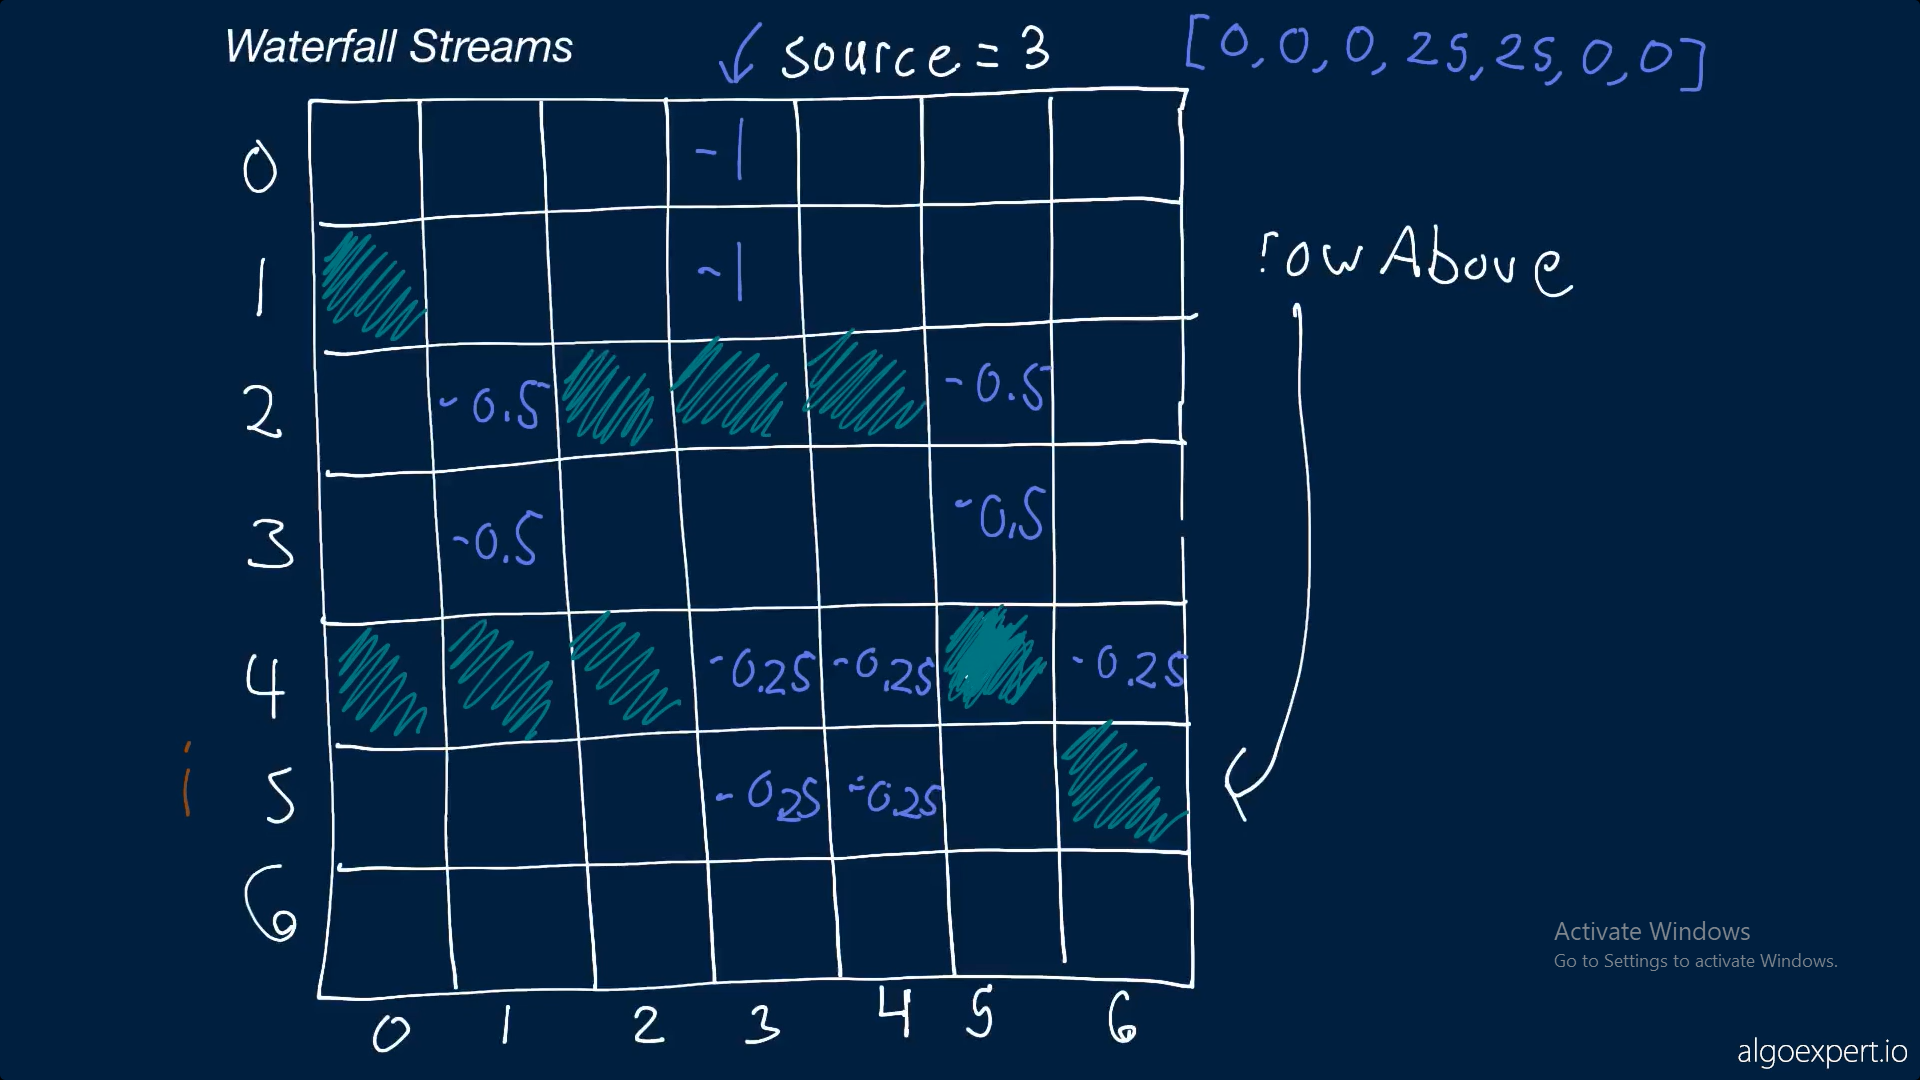 Waterfall Streams
source = 3
[0, 0, 0, 25, 25, 0, 0]
0 -1
1 -1
rowAbove
2 -0.5 -0.5
3 -0.5 -0.5
4 -0.25 -0.25 -0.25
i 5 -0.25 -0.25
6
0 1 2 3 4 5 6
Activate Windows
Go to Settings to activate Windows.
algoexpert.io